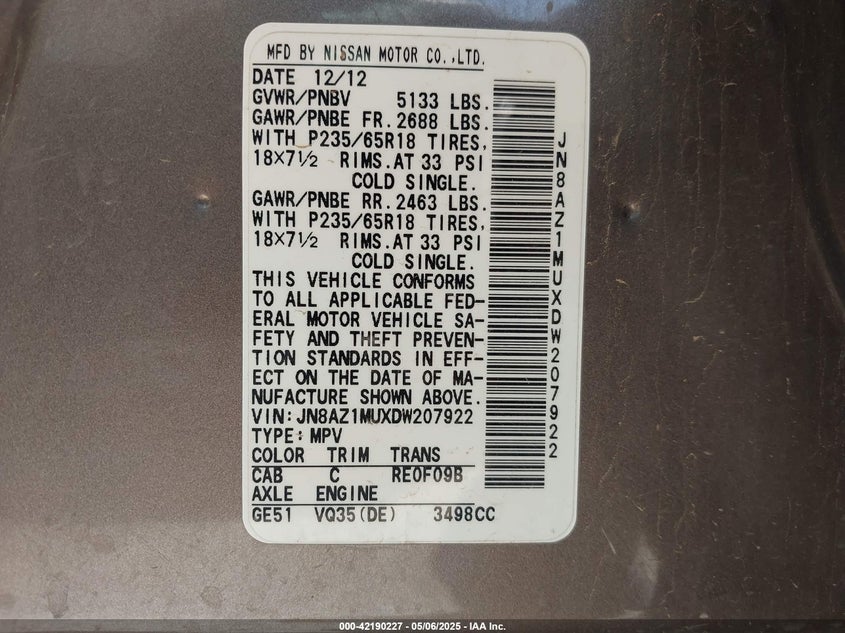 MFD BY NISSAN MOTOR CO.,LTD.
DATE 12/12
GVWR/PNBV 5133 LBS.
GAWR/PNBE FR. 2688 LBS.
WITH P235/65R18 TIRES,
18×7½ RIMS. AT 33 PSI
COLD SINGLE.
GAWR/PNBE RR. 2463 LBS.
WITH P235/65R18 TIRES,
18×7½ RIMS. AT 33 PSI
COLD SINGLE.
THIS VEHICLE CONFORMS
TO ALL APPLICABLE FED-
ERAL MOTOR VEHICLE SA-
FETY AND THEFT PREVEN-
TION STANDARDS IN EFF-
ECT ON THE DATE OF MA-
NUFACTURE SHOWN ABOVE.
VIN: JN8AZ1MUXDW207922
TYPE: MPV
COLOR TRIM TRANS
CAB C RE0F09B
AXLE ENGINE
GE51 VQ35(DE) 3498CC
JN8AZ1MUXDW207922
000-42190227 - 05/06/2025 - IAA Inc.